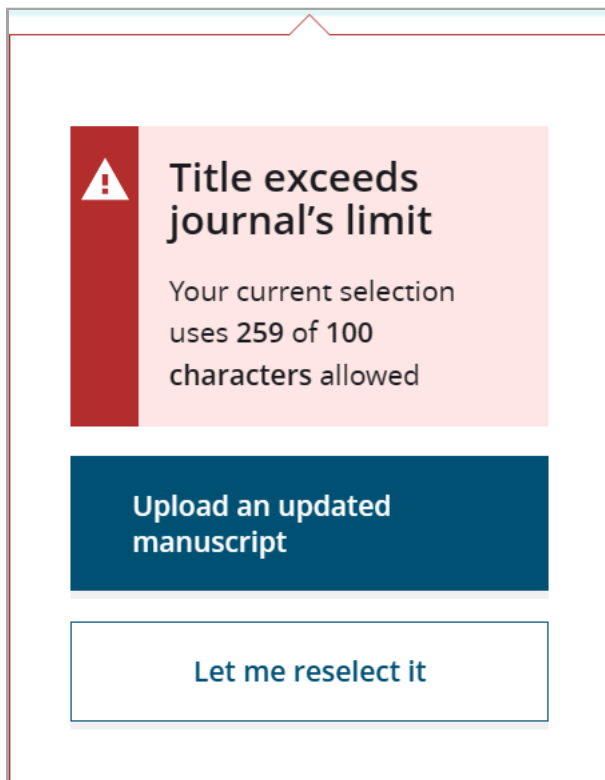 Title exceeds
journal’s limit
Your current selection
uses 259 of 100
characters allowed
Upload an updated
manuscript
Let me reselect it